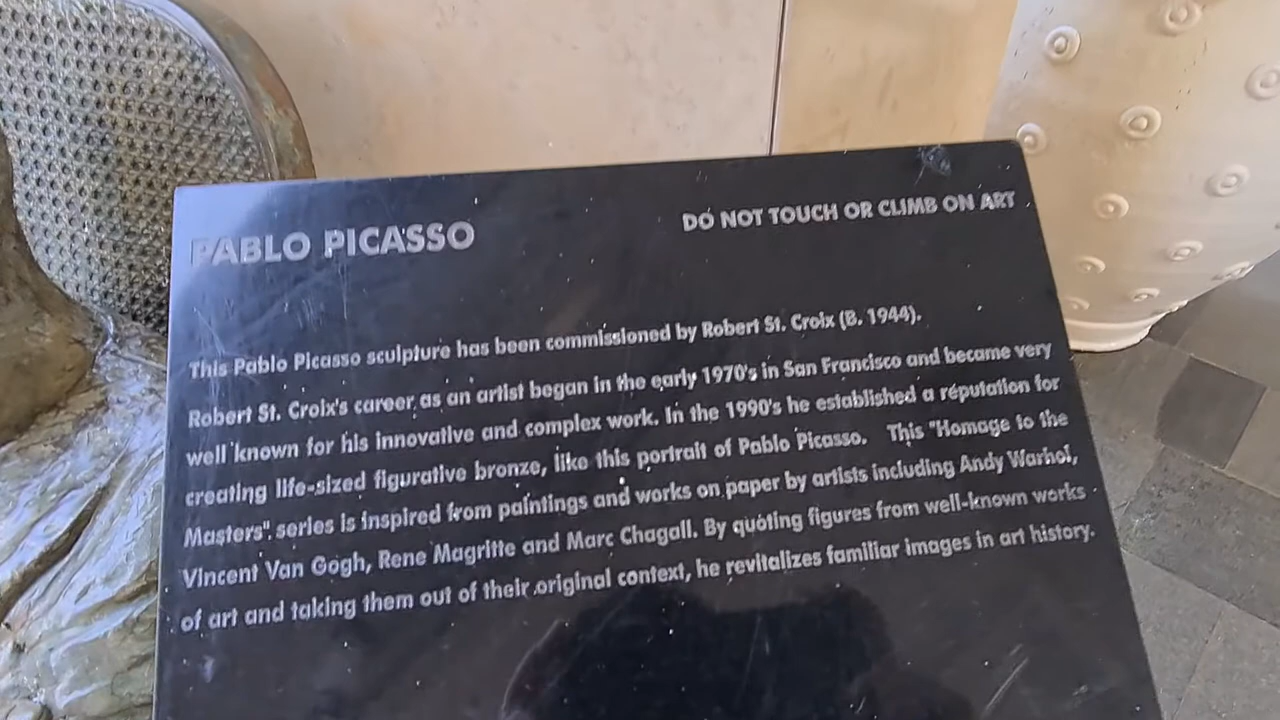 PABLO PICASSO
DO NOT TOUCH OR CLIMB ON ART
This Pablo Picasso sculpture has been commissioned by Robert St. Croix (B. 1944).
Robert St. Croix's career as an artist began in the early 1970's in San Francisco and became very
well known for his innovative and complex work. In the 1990's he established a reputation for
creating life-sized figurative bronze, like this portrait of Pablo Picasso. This "Homage to the
Masters" series is inspired from paintings and works on paper by artists including Andy Warhol,
Vincent Van Gogh, Rene Magritte and Marc Chagall. By quoting figures from well-known works
of art and taking them out of their original context, he revitalizes familiar images in art history.